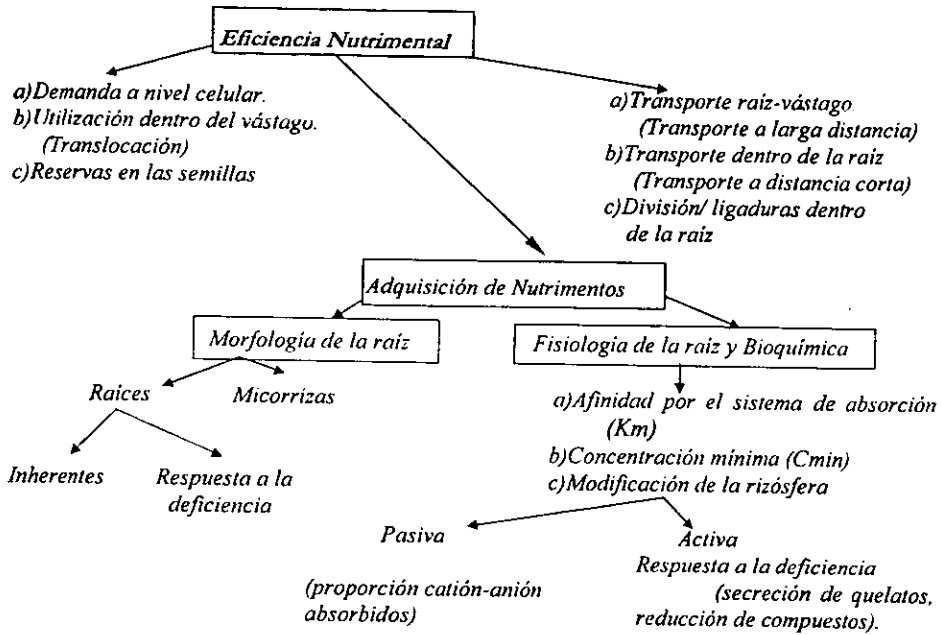 Eficiencia Nutrimental
a)Demanda a nivel celular.
b)Utilización dentro del vástago.
(Translocación)
c)Reservas en las semillas
a)Transporte raíz-vástago.
(Transporte a larga distancia)
b)Transporte dentro de la raíz
(Transporte a distancia corta)
c)División/ ligaduras dentro
de la raíz
Adquisición de Nutrimentos
Morfología de la raíz
Fisiología de la raíz y Bioquímica
Raíces
Micorrizas
Inherentes
Respuesta a la
deficiencia
a)Afinidad por el sistema de absorción
(Km)
b)Concentración mínima (Cmin)
c)Modificación de la rizósfera
Pasiva
(proporción catión-anión
absorbidos)
Activa
Respuesta a la deficiencia
(secreción de quelatos,
reducción de compuestos).